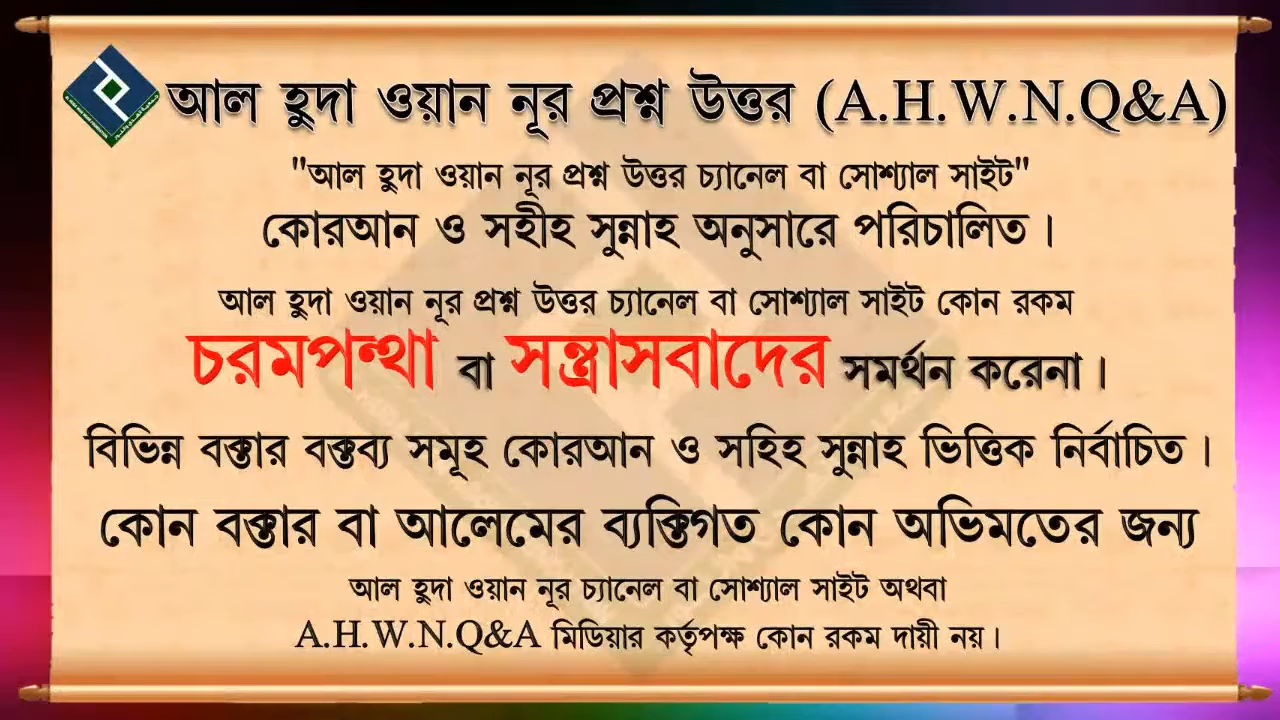 আল হুদা ওয়ান নূর প্রশ্ন উত্তর (A.H.W.N.Q&A)
"আল হুদা ওয়ান নূর প্রশ্ন উত্তর চ্যানেল বা সোশ্যাল সাইট"
কোরআন ও সহীহ সুন্নাহ অনুসারে পরিচালিত।
আল হুদা ওয়ান নূর প্রশ্ন উত্তর চ্যানেল বা সোশ্যাল সাইট কোন রকম
চরমপন্থা বা সন্ত্রাসবাদের সমর্থন করেনা।
বিভিন্ন বক্তার বক্তব্য সমূহ কোরআন ও সহিহ সুন্নাহ ভিত্তিক নির্বাচিত।
কোন বক্তার বা আলেমের ব্যক্তিগত কোন অভিমতের জন্য
আল হুদা ওয়ান নূর চ্যানেল বা সোশ্যাল সাইট অথবা
A.H.W.N.Q&A মিডিয়ার কর্তৃপক্ষ কোন রকম দায়ী নয়।